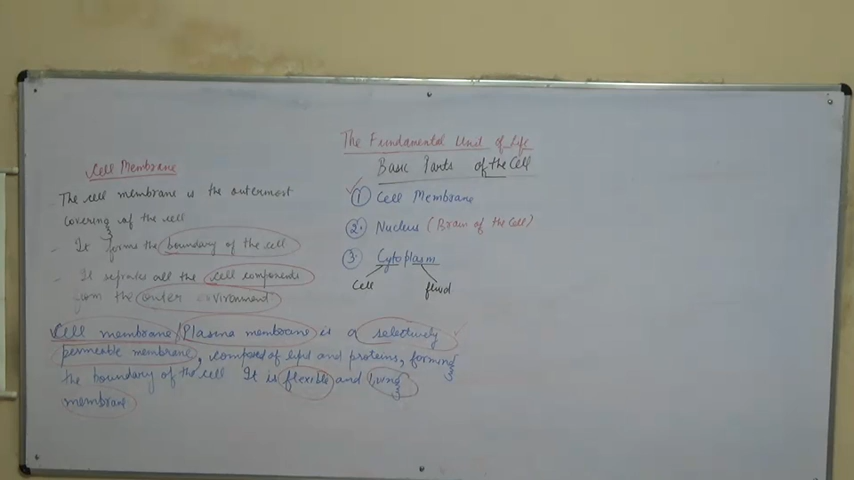 The Fundamental Unit of Life
Basic Parts of the Cell
① Cell Membrane
②. Nucleus (Brain of the Cell)
③. Cytoplasm
Cell fluid
Cell Membrane
The cell membrane is the outermost
covering of the cell
- It forms the boundary of the cell
- It seprates all the cell components
form the outer environment
Cell membrane/Plasma membrane is a selectively
permeable membrane, composed of lipid and proteins, forming
the boundary of the cell It is flexible and living
membrane